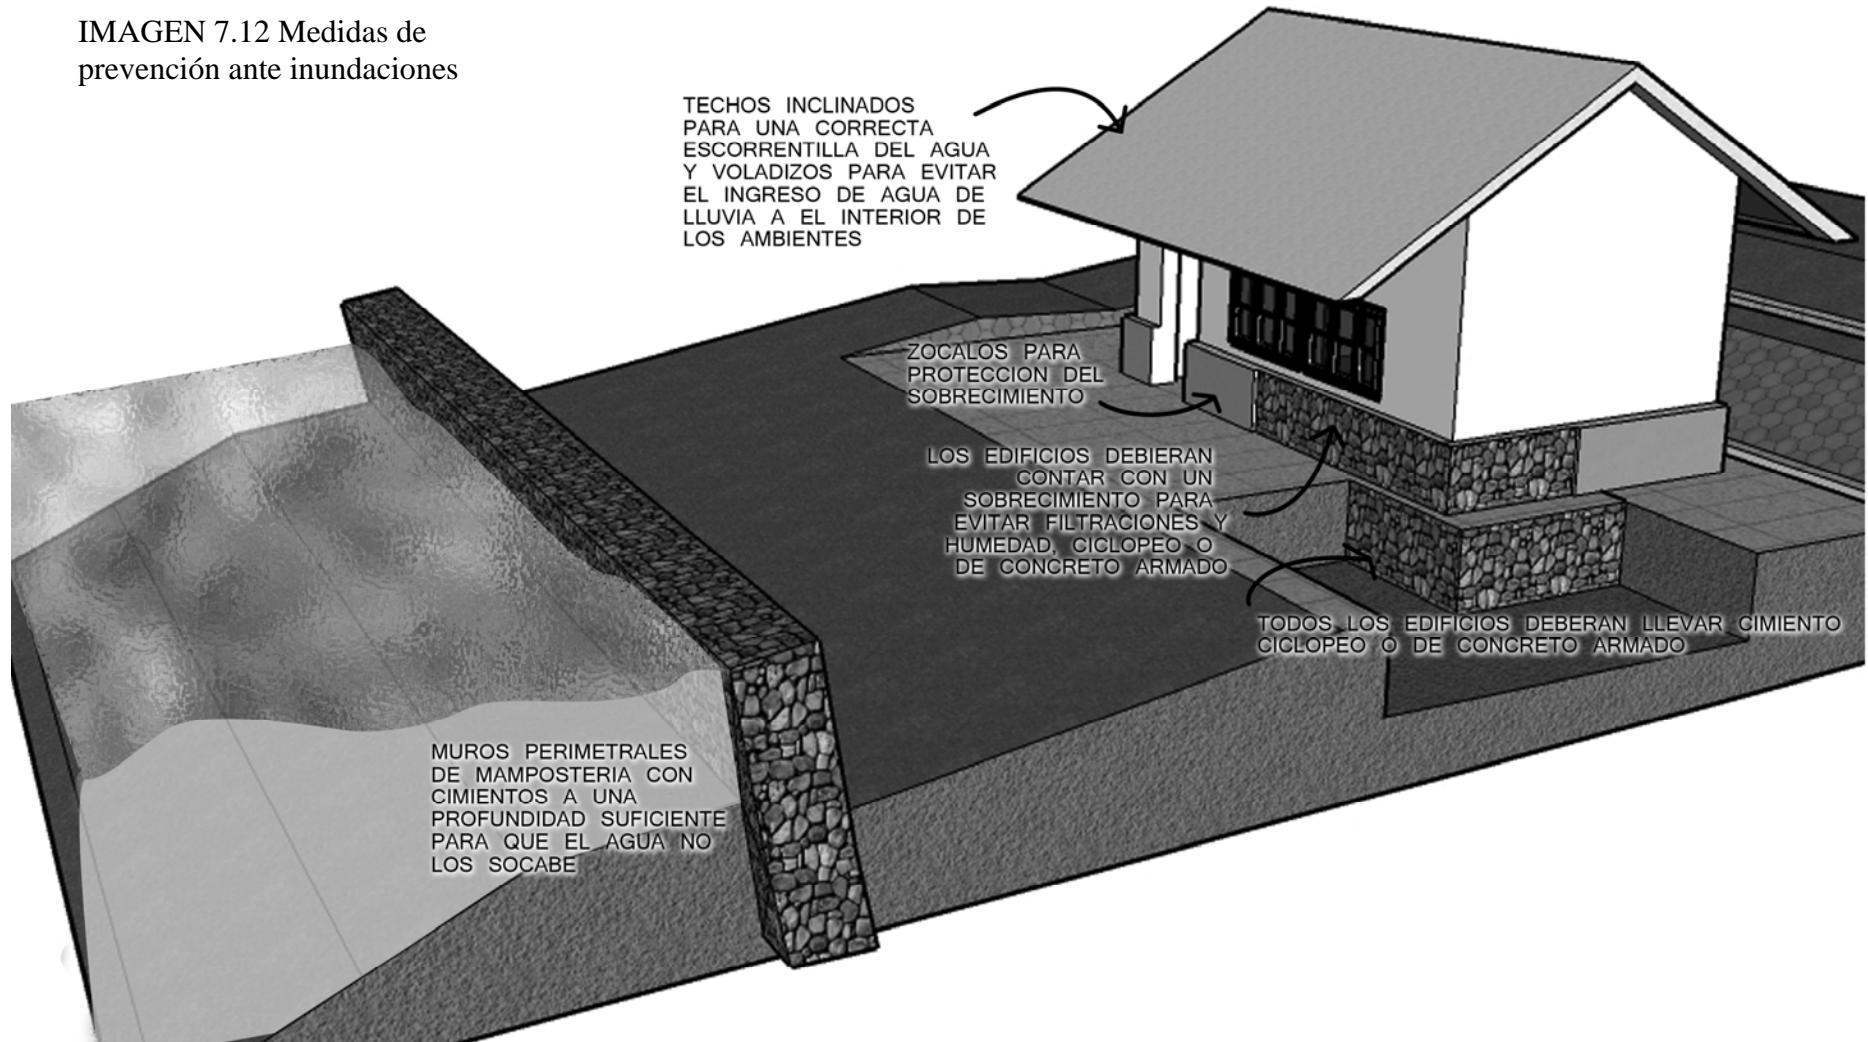 IMAGEN 7.12 Medidas de
prevención ante inundaciones
TECHOS INCLINADOS
PARA UNA CORRECTA
ESCORRENTILLA DEL AGUA
Y VOLADIZOS PARA EVITAR
EL INGRESO DE AGUA DE
LLUVIA A EL INTERIOR DE
LOS AMBIENTES
ZOCALOS PARA
PROTECCION DEL
SOBRECIMIENTO
LOS EDIFICIOS DEBIERAN
CONTAR CON UN
SOBRECIMIENTO PARA
EVITAR FILTRACIONES Y
HUMEDAD, CICLOPEO O
DE CONCRETO ARMADO
TODOS LOS EDIFICIOS DEBERAN LLEVAR CIMIENTO
CICLOPEO O DE CONCRETO ARMADO
MUROS PERIMETRALES
DE MAMPOSTERIA CON
CIMIENTOS A UNA
PROFUNDIDAD SUFICIENTE
PARA QUE EL AGUA NO
LOS SOCABE